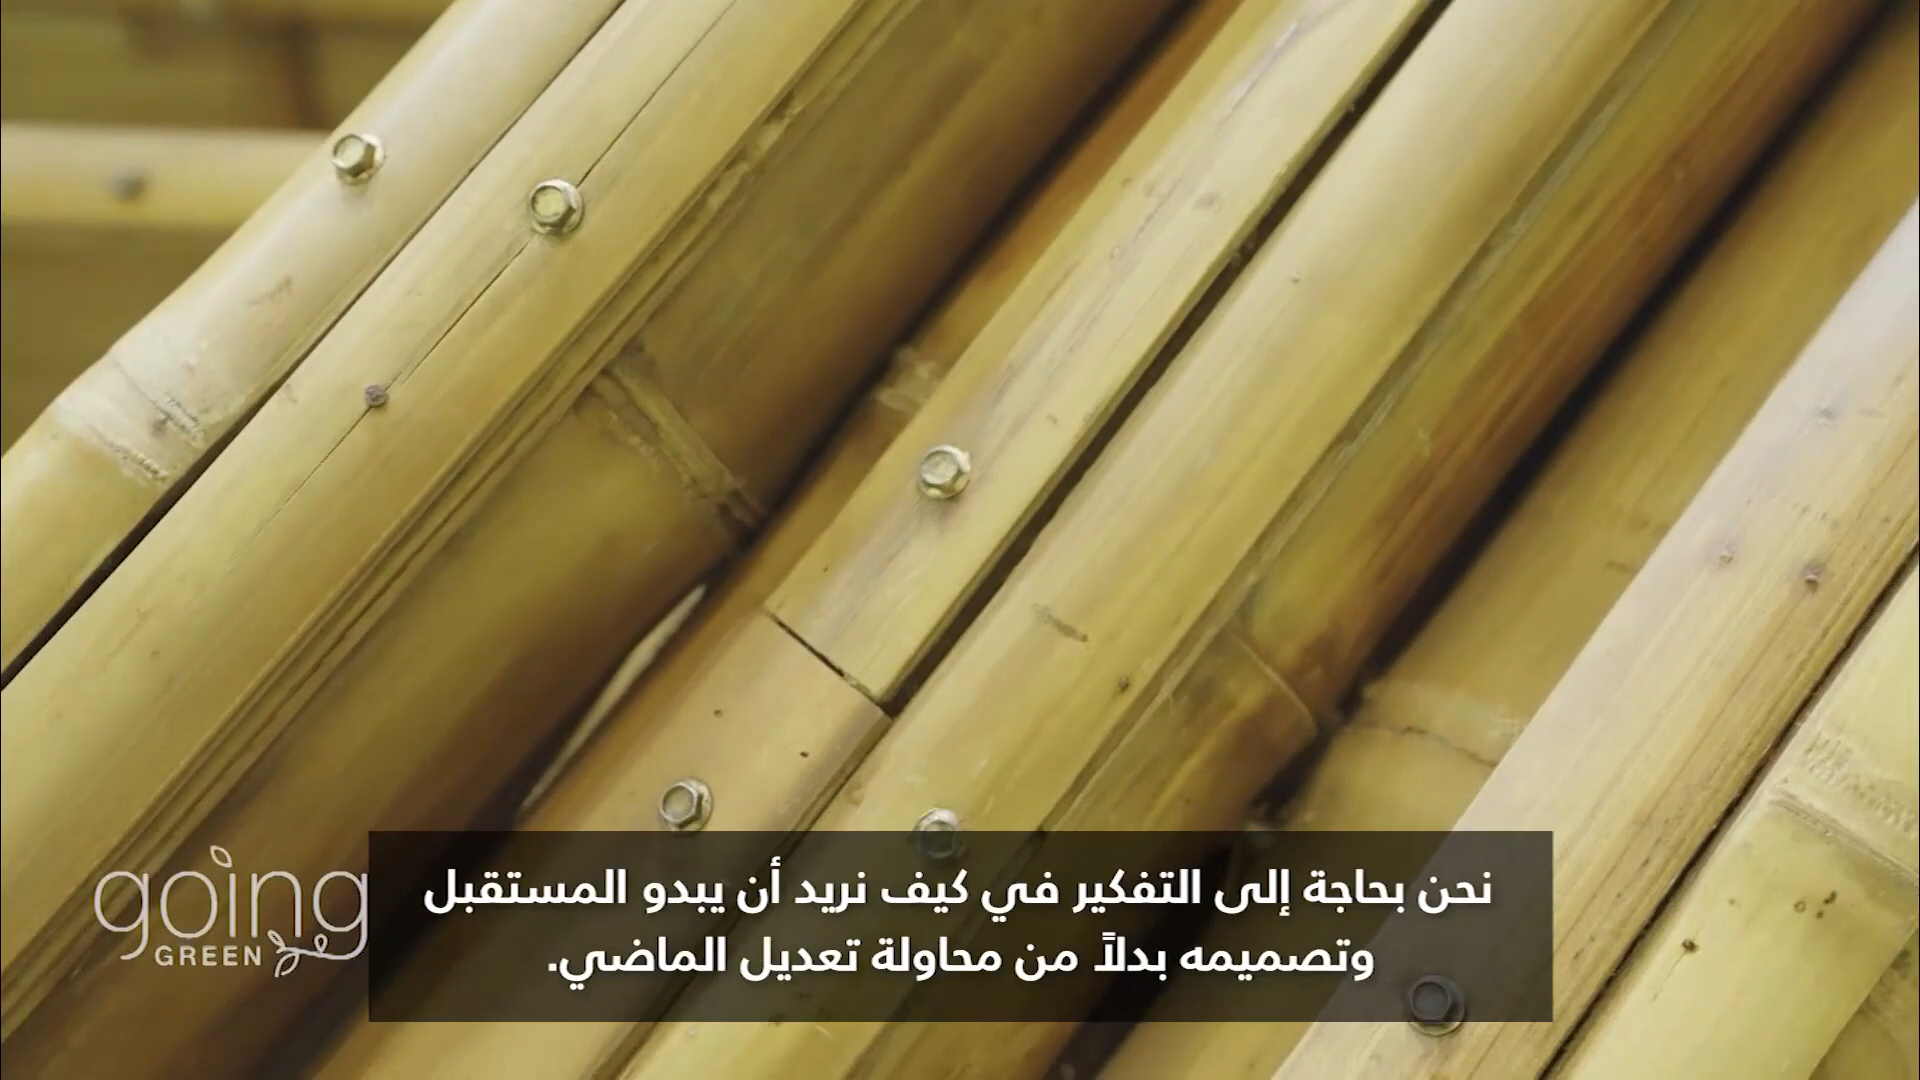 going
GREEN
نحن بحاجة إلى التفكير في كيف نريد أن يبدو المستقبل
وتصميمه بدلاً من محاولة تعديل الماضي.